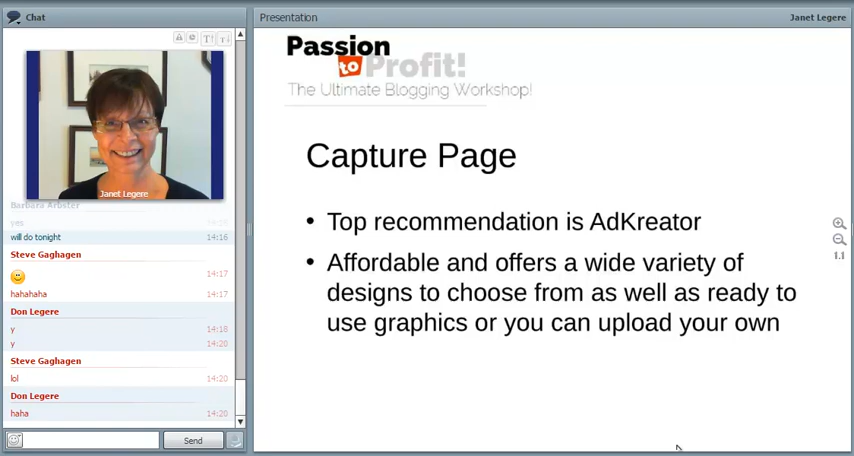 Chat
Janet Legere
Barbara Arbster
yes 14:16
will do tonight 14:16
Steve Gaghagen
14:17
hahahaha 14:17
Don Legere
y 14:18
y 14:20
Steve Gaghagen
lol 14:20
Don Legere
haha 14:20
Send
Presentation Janet Legere
Passion
to Profit!
The Ultimate Blogging Workshop!
Capture Page
• Top recommendation is AdKreator
• Affordable and offers a wide variety of
designs to choose from as well as ready to
use graphics or you can upload your own
1:1